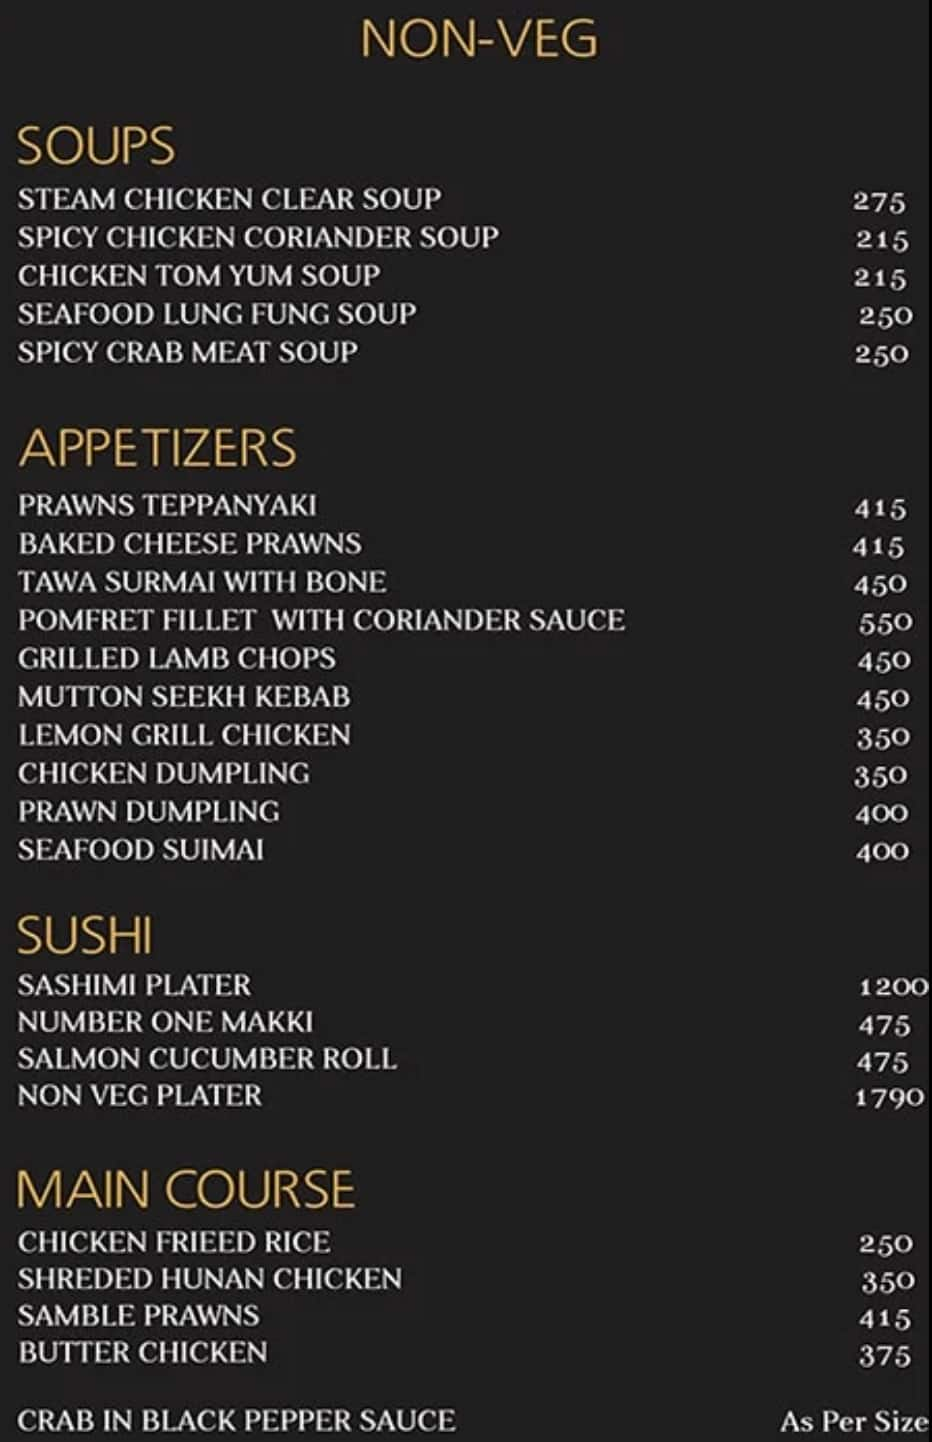 NON-VEG
SOUPS
STEAM CHICKEN CLEAR SOUP 275
SPICY CHICKEN CORIANDER SOUP 215
CHICKEN TOM YUM SOUP 215
SEAFOOD LUNG FUNG SOUP 250
SPICY CRAB MEAT SOUP 250
APPETIZERS
PRAWNS TEPPANYAKI 415
BAKED CHEESE PRAWNS 415
TAWA SURMAI WITH BONE 450
POMFRET FILLET WITH CORIANDER SAUCE 550
GRILLED LAMB CHOPS 450
MUTTON SEEKH KEBAB 450
LEMON GRILL CHICKEN 350
CHICKEN DUMPLING 350
PRAWN DUMPLING 400
SEAFOOD SUIMAI 400
SUSHI
SASHIMI PLATER 1200
NUMBER ONE MAKKI 475
SALMON CUCUMBER ROLL 475
NON VEG PLATER 1790
MAIN COURSE
CHICKEN FRIEED RICE 250
SHREDED HUNAN CHICKEN 350
SAMBLE PRAWNS 415
BUTTER CHICKEN 375
CRAB IN BLACK PEPPER SAUCE As Per Size